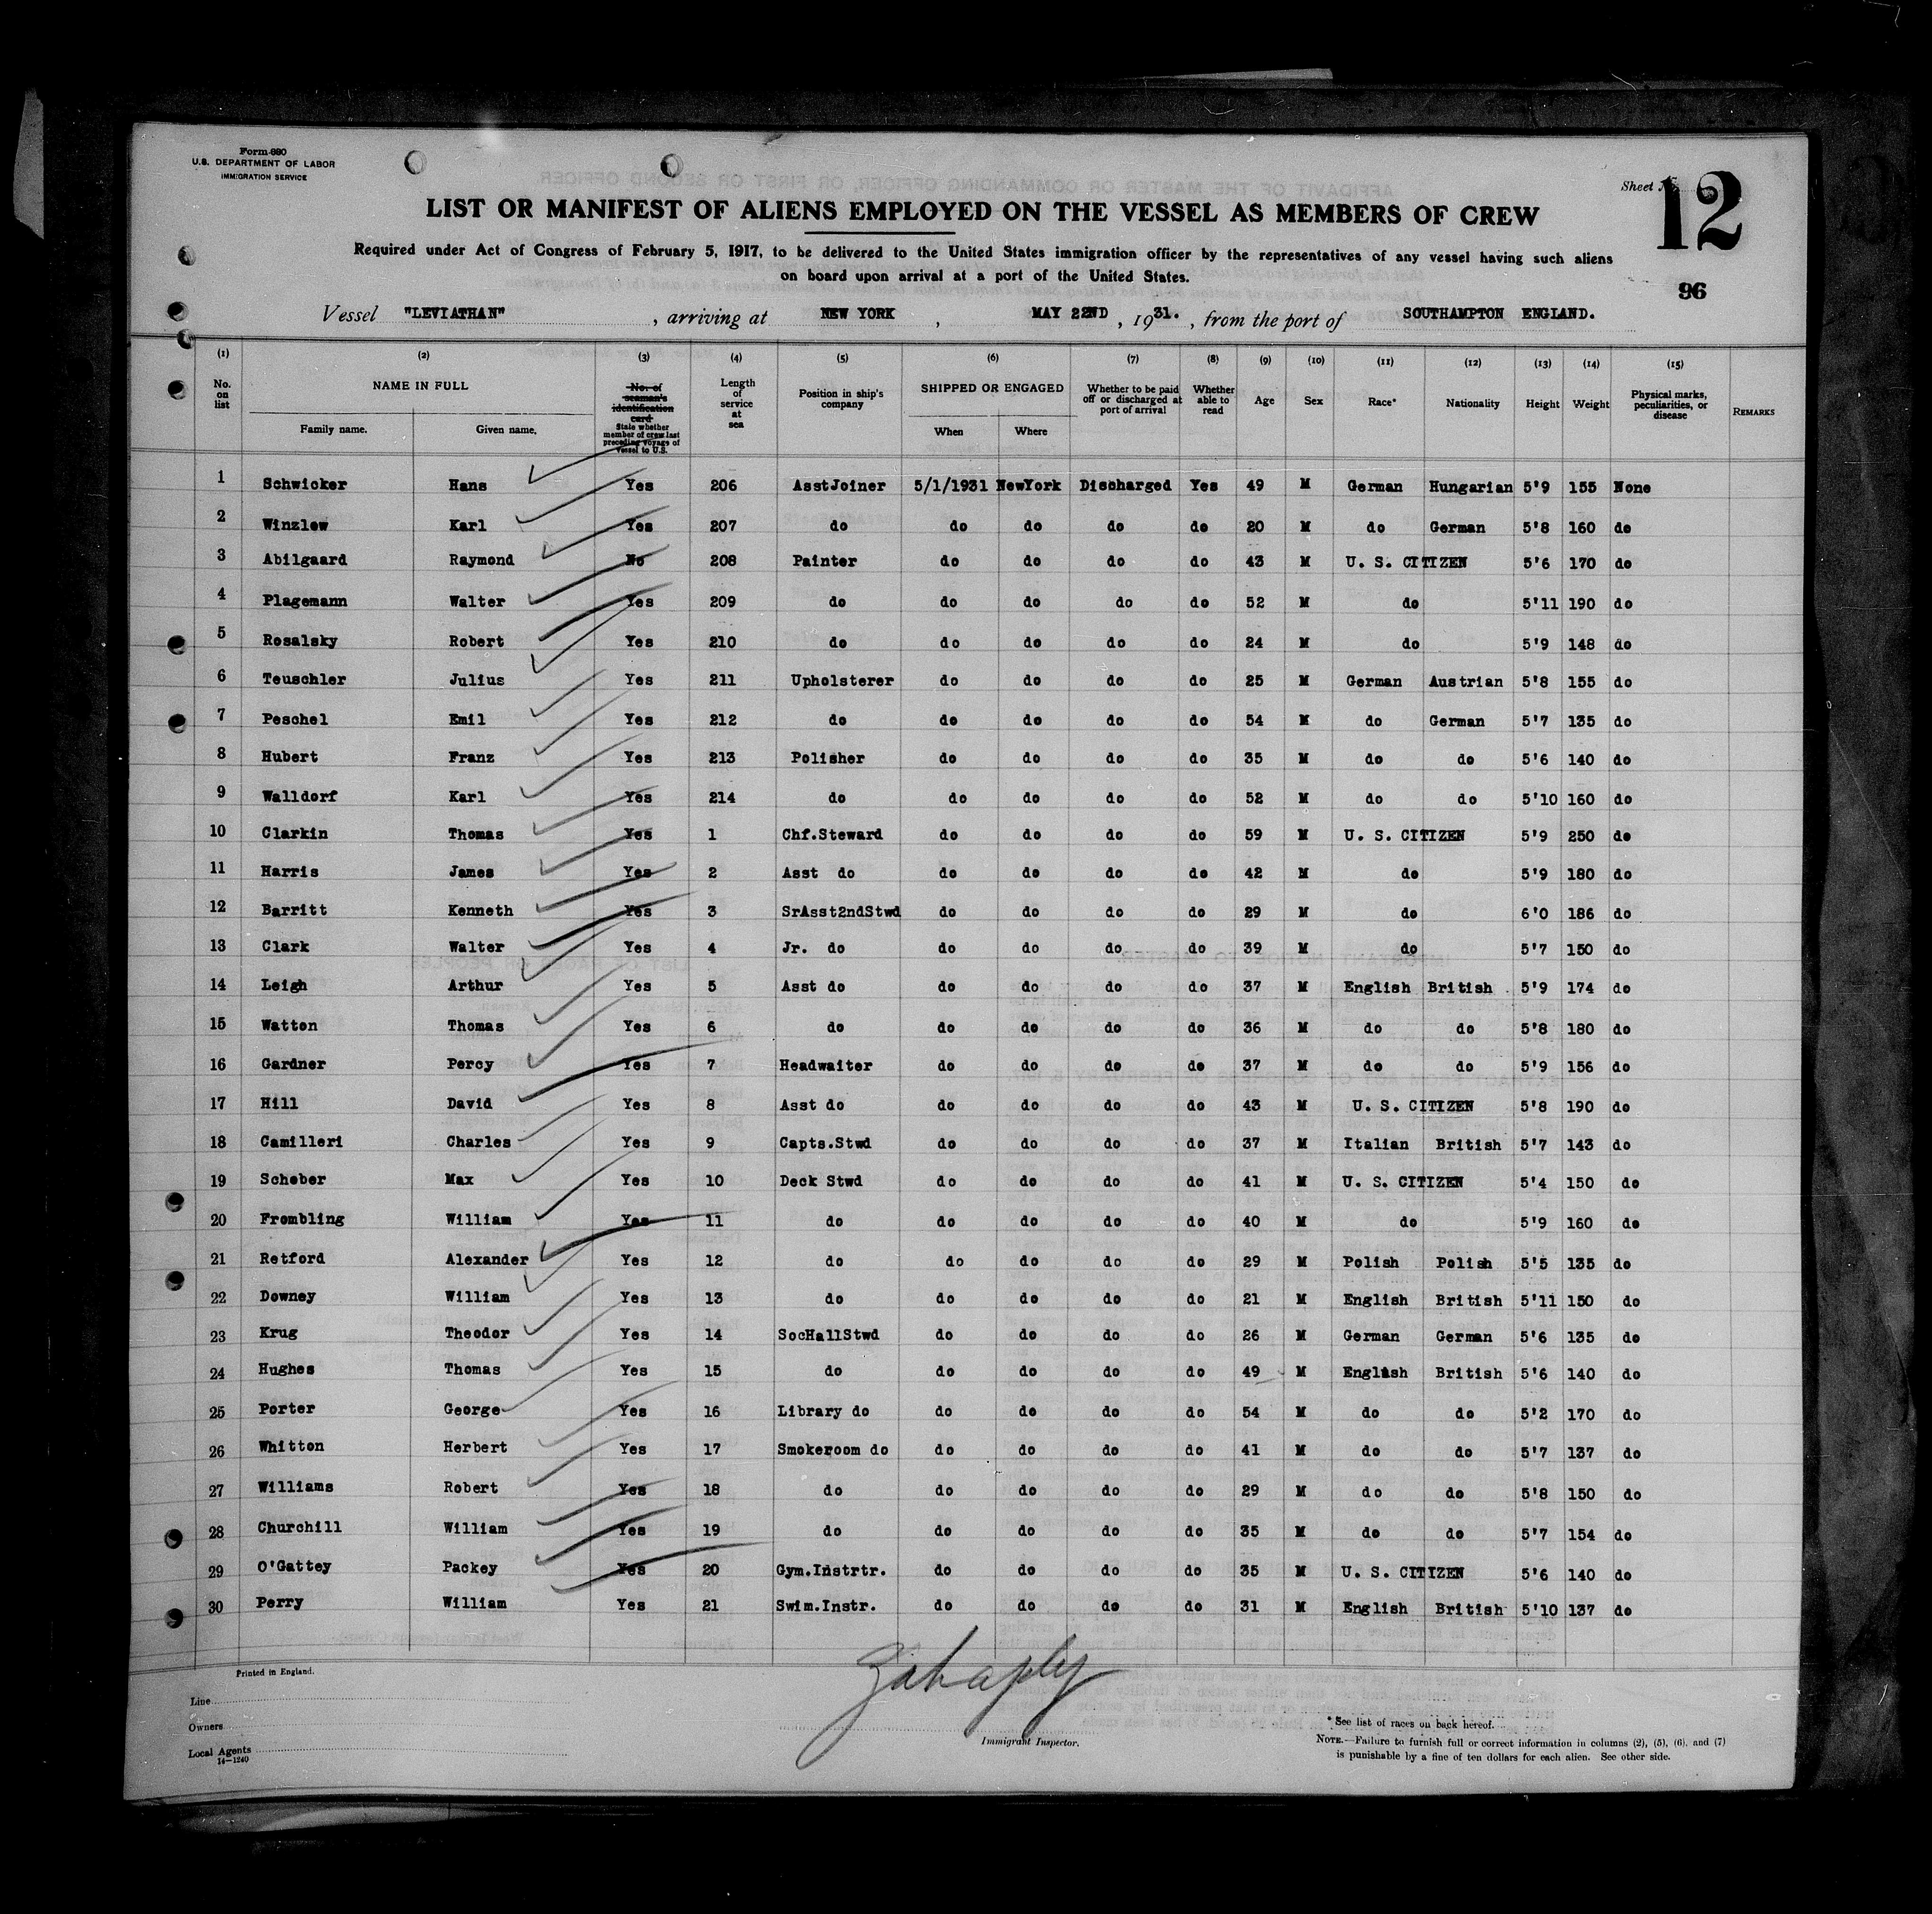 Form 680
U.S. DEPARTMENT OF LABOR
IMMIGRATION SERVICE
Sheet No.
12
LIST OR MANIFEST OF ALIENS EMPLOYED ON THE VESSEL AS MEMBERS OF CREW
Required under Act of Congress of February 5, 1917, to be delivered to the United States immigration officer by the representatives of any vessel having such aliens
on board upon arrival at a port of the United States.
96
Vessel "LEVIATHAN", arriving at NEW YORK, MAY 22ND, 1931., from the port of SOUTHAMPTON ENGLAND.
(1) (2) (3) (4) (5) (6) (7) (8) (9) (10) (11) (12) (13) (14) (15)
No. on list NAME IN FULL Family name. Given name. No. of seaman's identification card State whether member of crew last preceding voyage of vessel to U.S. Length of service at sea Position in ship's company SHIPPED OR ENGAGED When Where Whether to be paid off or discharged at port of arrival Whether able to read Age Sex Race* Nationality Height Weight Physical marks, peculiarities, or disease REMARKS
1 Schwicker Hans Yes 206 AsstJoiner 5/1/1931 NewYork Discharged Yes 49 M German Hungarian 5'9 155 None
2 Winzlew Karl Yes 207 do do do do do 20 M do German 5'8 160 do
3 Abilgaard Raymond No 208 Painter do do do do 43 M U. S. CITIZEN 5'6 170 do
4 Plagemann Walter Yes 209 do do do do do 52 M do 5'11 190 do
5 Rosalsky Robert Yes 210 do do do do do 24 M do 5'9 148 do
6 Teuschler Julius Yes 211 Upholsterer do do do do 25 M German Austrian 5'8 155 do
7 Peschel Emil Yes 212 do do do do do 54 M do German 5'7 135 do
8 Hubert Franz Yes 213 Polisher do do do do 35 M do do 5'6 140 do
9 Walldorf Karl Yes 214 do do do do do 52 M do do 5'10 160 do
10 Clarkin Thomas Yes 1 Chf.Steward do do do do 59 M U. S. CITIZEN 5'9 250 do
11 Harris James Yes 2 Asst do do do do do 42 M do 5'9 180 do
12 Barritt Kenneth Yes 3 SrAsst2ndStwd do do do do 29 M do 6'0 186 do
13 Clark Walter Yes 4 Jr. do do do do do 39 M do 5'7 150 do
14 Leigh Arthur Yes 5 Asst do do do do do 37 M English British 5'9 174 do
15 Watton Thomas Yes 6 do do do do do 36 M do do 5'8 180 do
16 Gardner Percy Yes 7 Headwaiter do do do do 37 M do do 5'9 156 do
17 Hill David Yes 8 Asst do do do do do 43 M U. S. CITIZEN 5'8 190 do
18 Camilleri Charles Yes 9 Capts.Stwd do do do do 37 M Italian British 5'7 143 do
19 Scheber Max Yes 10 Deck Stwd do do do do 41 M U. S. CITIZEN 5'4 150 do
20 Frombling William Yes 11 do do do do do 40 M do 5'9 160 do
21 Retford Alexander Yes 12 do do do do do 29 M Polish Polish 5'5 135 do
22 Downey William Yes 13 do do do do do 21 M English British 5'11 150 do
23 Krug Theodor Yes 14 SocHallStwd do do do do 26 M German German 5'6 135 do
24 Hughes Thomas Yes 15 do do do do do 49 M English British 5'6 140 do
25 Porter George Yes 16 Library do do do do do 54 M do do 5'2 170 do
26 Whitton Herbert Yes 17 Smokeroom do do do do do 41 M do do 5'7 137 do
27 Williams Robert Yes 18 do do do do do 29 M do do 5'8 150 do
28 Churchill William Yes 19 do do do do do 35 M do do 5'7 154 do
29 O'Gattey Packey Yes 20 Gym.Instrtr. do do do do 35 M U. S. CITIZEN 5'6 140 do
30 Perry William Yes 21 Swim.Instr. do do do do 31 M English British 5'10 137 do
Printed in England.
Line
Owners
Local Agents
14-1240
Immigrant Inspector.
*See list of races on back hereof.
NOTE.—Failure to furnish full or correct information in columns (2), (5), (6), and (7)
is punishable by a fine of ten dollars for each alien. See other side.